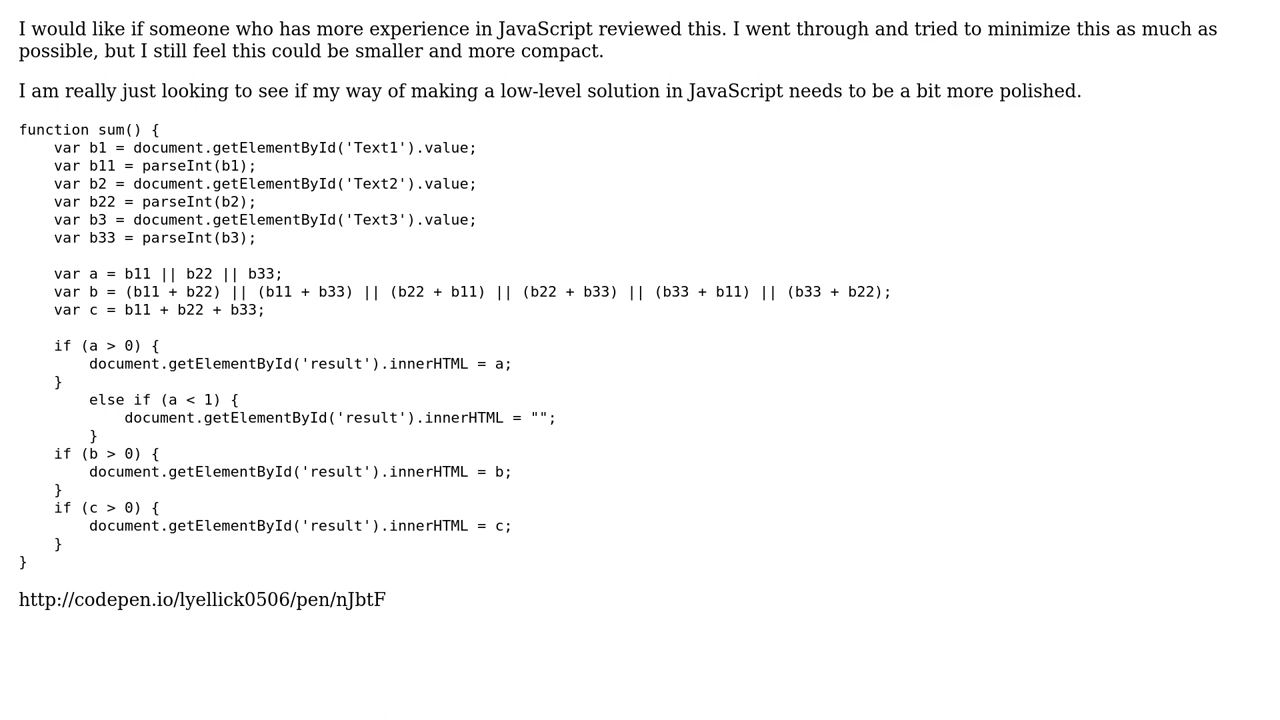 I would like if someone who has more experience in JavaScript reviewed this. I went through and tried to minimize this as much as
possible, but I still feel this could be smaller and more compact.
I am really just looking to see if my way of making a low-level solution in JavaScript needs to be a bit more polished.
function sum() {
    var b1 = document.getElementById('Text1').value;
    var b11 = parseInt(b1);
    var b2 = document.getElementById('Text2').value;
    var b22 = parseInt(b2);
    var b3 = document.getElementById('Text3').value;
    var b33 = parseInt(b3);

    var a = b11 || b22 || b33;
    var b = (b11 + b22) || (b11 + b33) || (b22 + b11) || (b22 + b33) || (b33 + b11) || (b33 + b22);
    var c = b11 + b22 + b33;

    if (a > 0) {
        document.getElementById('result').innerHTML = a;
    }
        else if (a < 1) {
            document.getElementById('result').innerHTML = "";
        }
    if (b > 0) {
        document.getElementById('result').innerHTML = b;
    }
    if (c > 0) {
        document.getElementById('result').innerHTML = c;
    }
}
http://codepen.io/lyellick0506/pen/nJbtF